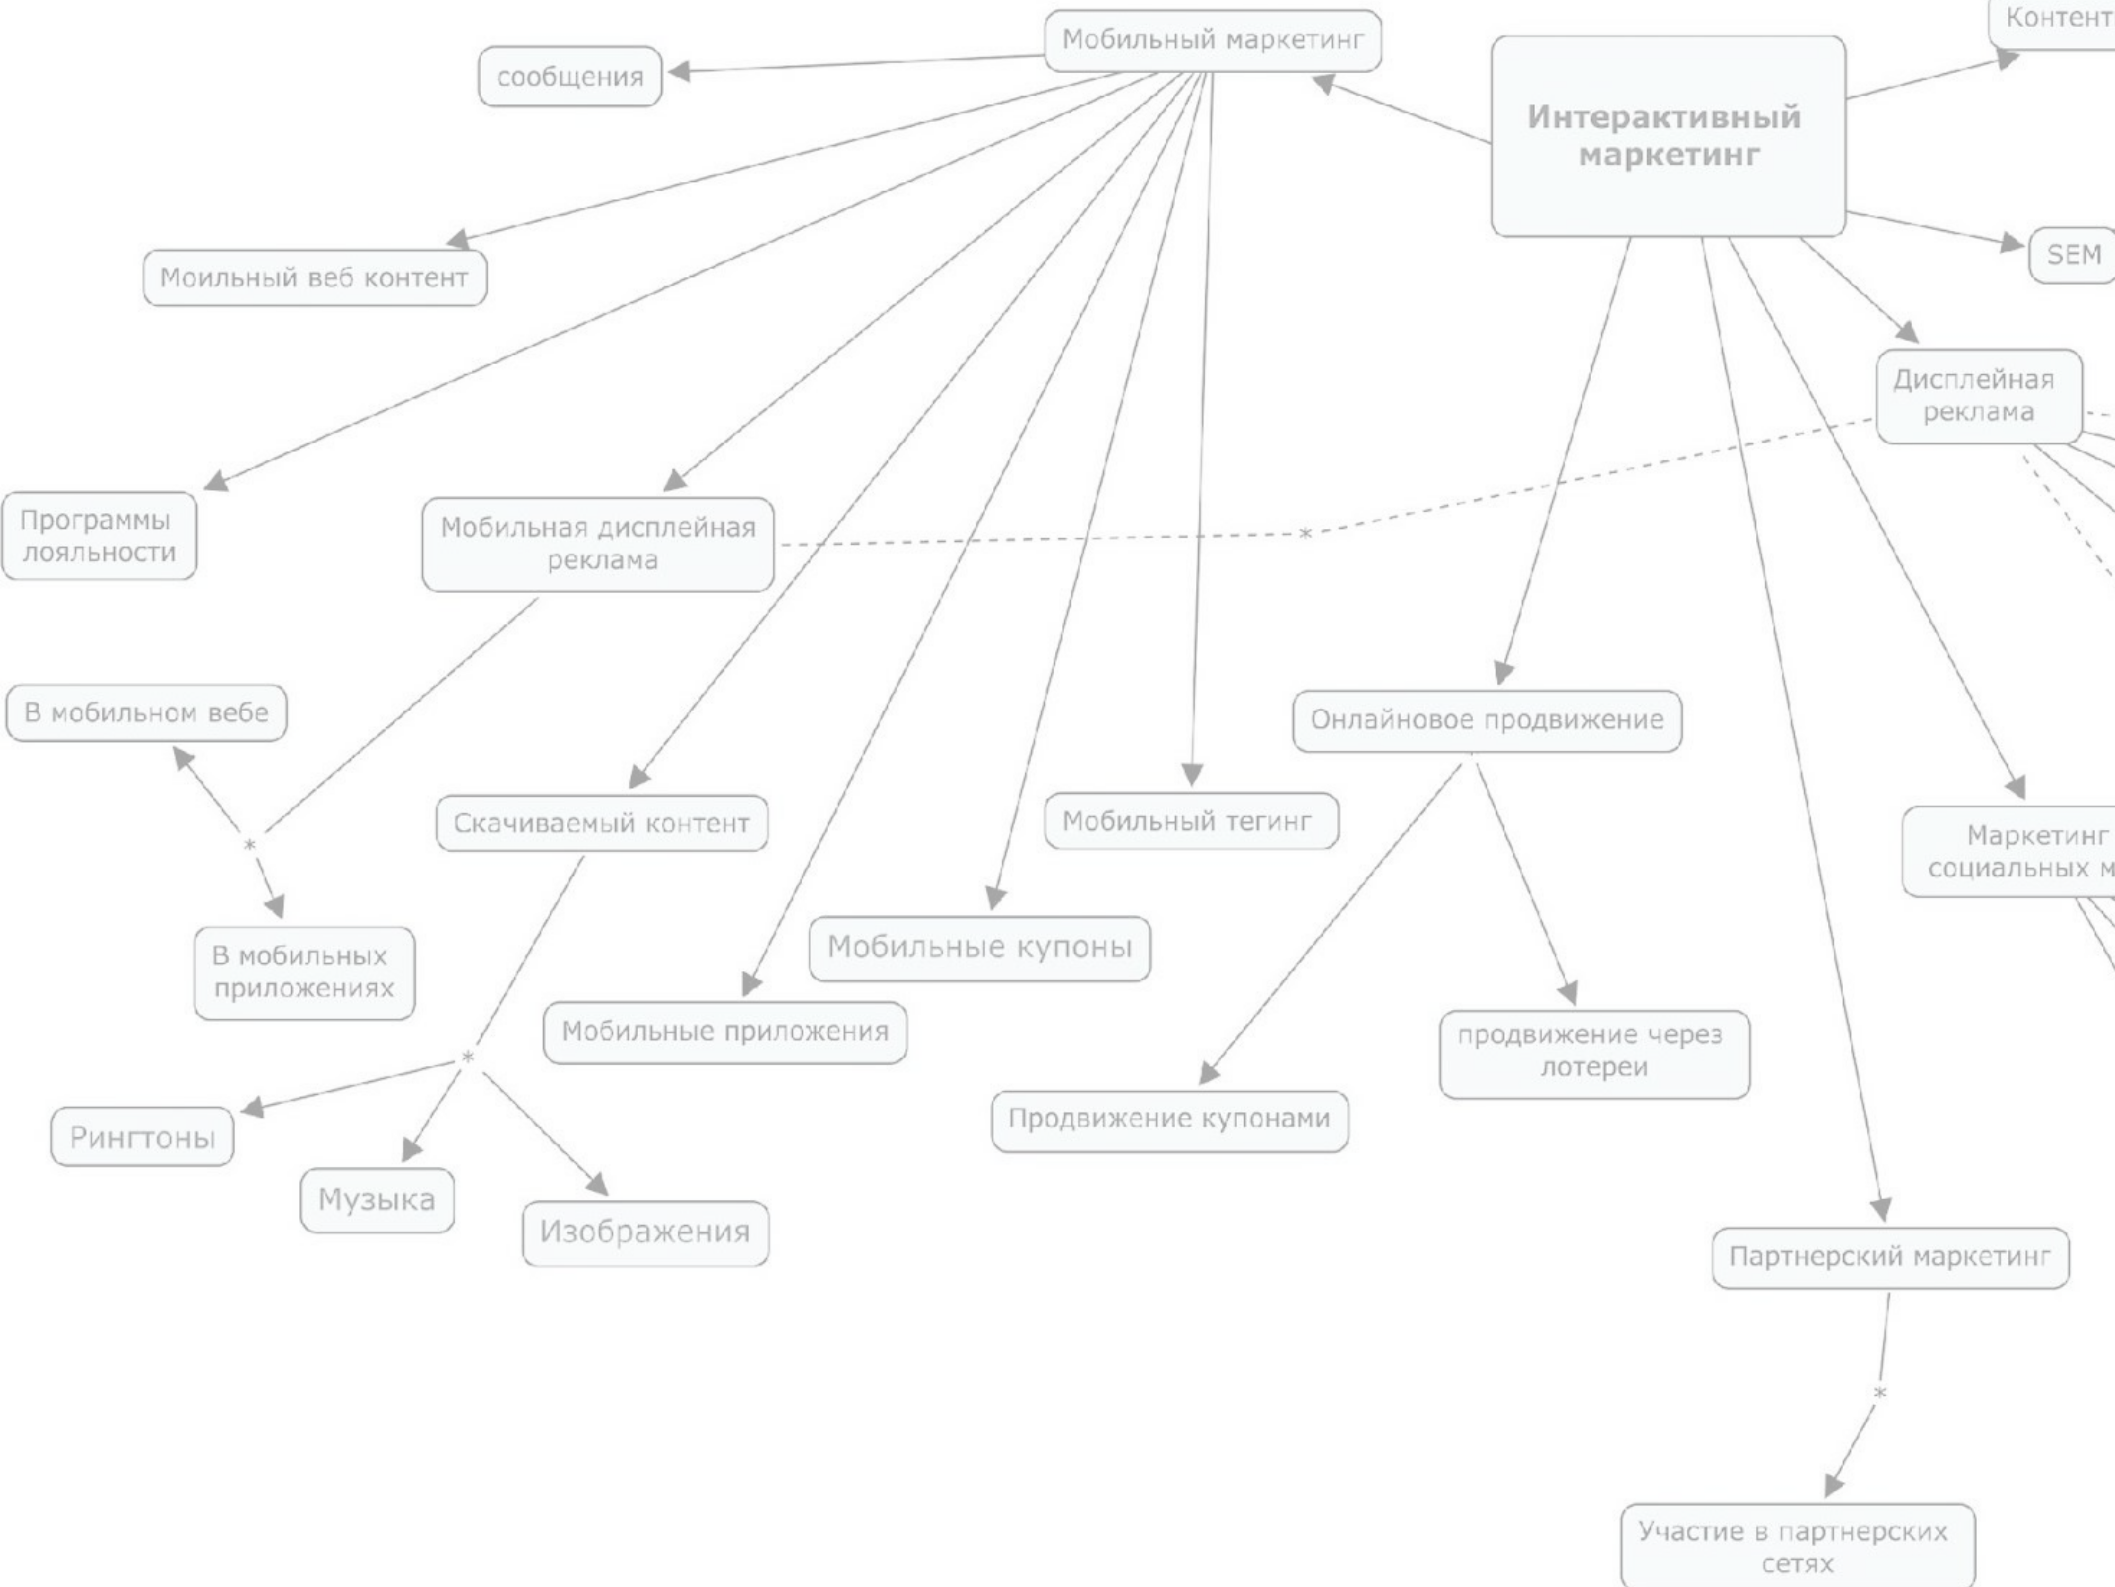 Мобильный маркетинг
Контент
сообщения
Интерактивный
маркетинг
SEM
Моильный веб контент
Дисплейная
реклама
Программы
лояльности
Мобильная дисплейная
реклама
В мобильном вебе
Онлайновое продвижение
Скачиваемый контент
Мобильный тегинг
Маркетинг
социальных
В мобильных
приложениях
Мобильные купоны
Мобильные приложения
продвижение через
лотереи
Продвижение купонами
Рингтоны
Музыка
Изображения
Партнерский маркетинг
Участие в партнерских
сетях